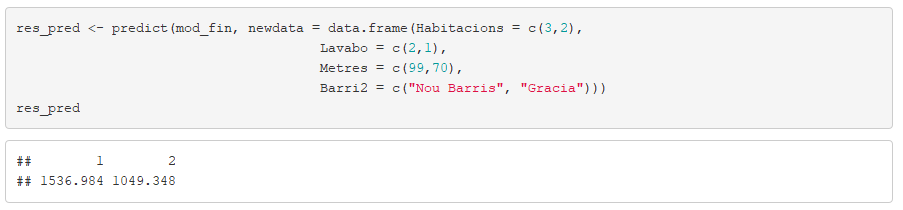 res_pred <- predict(mod_fin, newdata = data.frame(Habitacions = c(3,2),
Lavabo = c(2,1),
Metres = c(99,70),
Barri2 = c("Nou Barris", "Gracia")))
res_pred
## 1 2
## 1536.984 1049.348